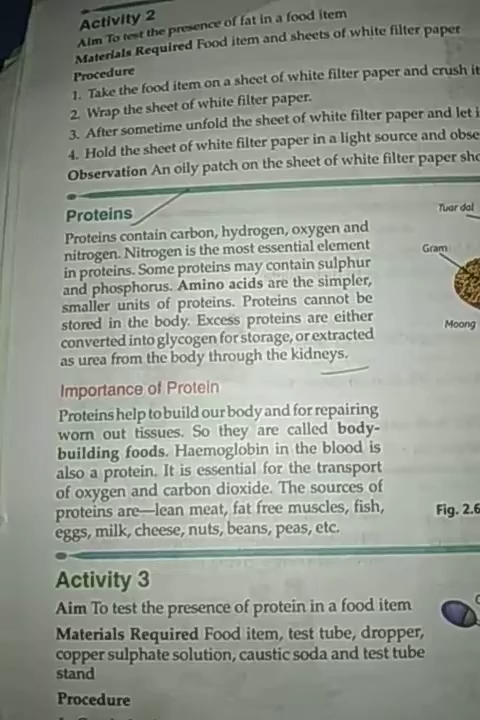 Activity 2
Aim To test the presence of fat in a food item
Materials Required Food item and sheets of white filter paper
Procedure
1. Take the food item on a sheet of white filter paper and crush it
2. Wrap the sheet of white filter paper.
3. After sometime unfold the sheet of white filter paper and let
4. Hold the sheet of white filter paper in a light source and
Observation An oily patch on the sheet of white filter paper
Proteins
Proteins contain carbon, hydrogen, oxygen and
nitrogen. Nitrogen is the most essential element
in proteins. Some proteins may contain sulphur
and phosphorus. Amino acids are the simpler,
smaller units of proteins. Proteins cannot be
stored in the body. Excess proteins are either
converted into glycogen for storage, or extracted
as urea from the body through the kidneys.
Tuar dal
Gram
Moong
Importance of Protein
Proteins help to build our body and for repairing
worn out tissues. So they are called body-
building foods. Haemoglobin in the blood is
also a protein. It is essential for the transport
of oxygen and carbon dioxide. The sources of
proteins are—lean meat, fat free muscles, fish,
eggs, milk, cheese, nuts, beans, peas, etc.
Fig. 2.6
Activity 3
Aim To test the presence of protein in a food item
Materials Required Food item, test tube, dropper,
copper sulphate solution, caustic soda and test tube
stand
Procedure